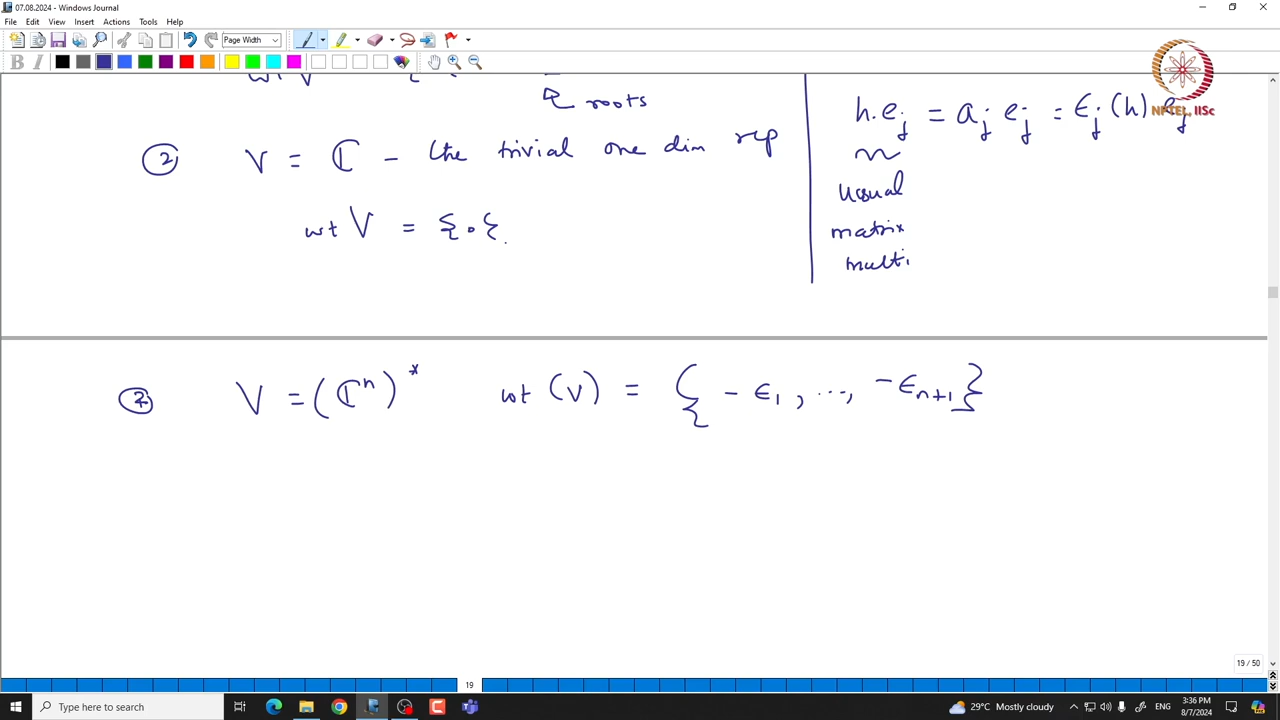 07.08.2024 - Windows Journal
File Edit View Insert Actions Tools Help
Page Width
B i
NPTEL, IISc
wt V
roots
h.e_j = a_j e_j = ε_j (h) e_j
② V = ℂ - the trivial one dim rep
usual
wt V = {0}
matrix
multi.
V = (ℂ^n)^* wt (V) = { - ε_1 , ..., - ε_{n+1} }
19 / 50
19
Type here to search
29°C Mostly cloudy
ENG
3:36 PM
8/7/2024